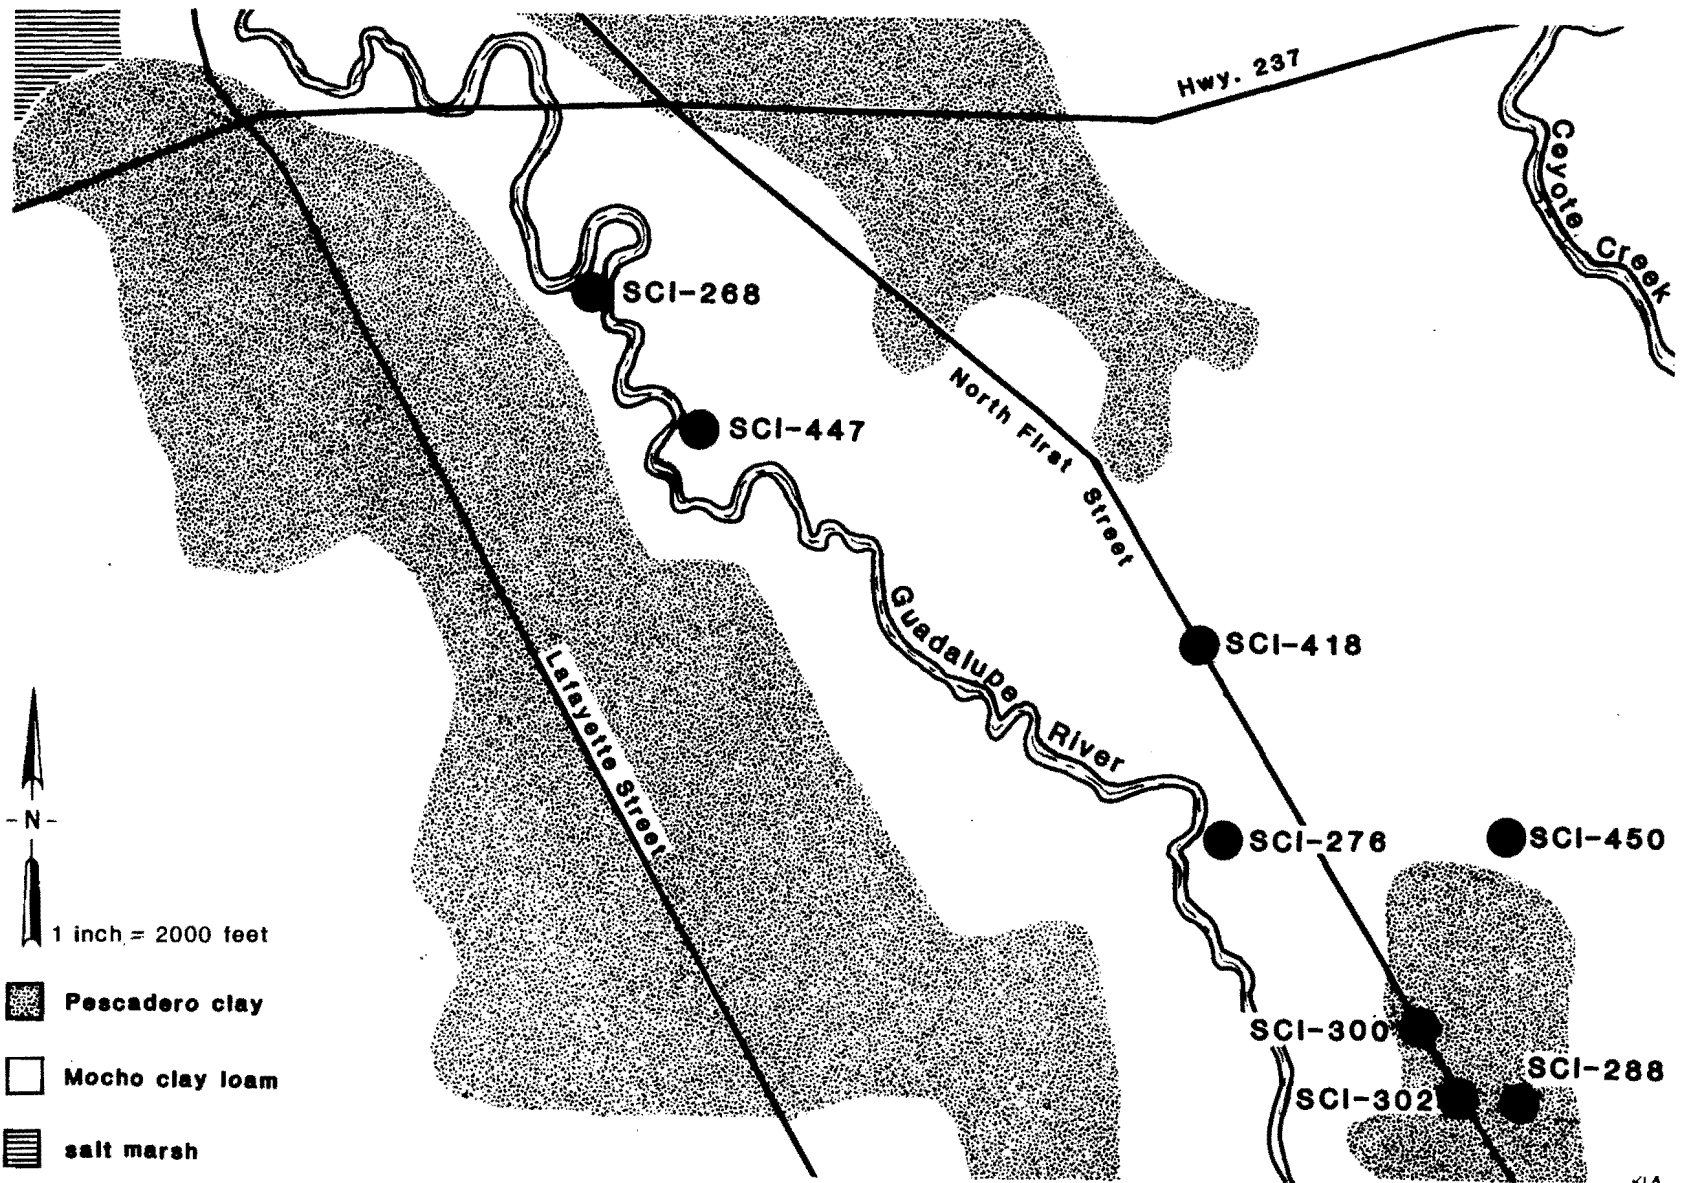 Hwy. 237
Coyote Creek
SCI-268
North First Street
SCI-447
Guadalupe River
SCI-418
Lafayette Street
-N-
SCI-276
SCI-450
1 inch = 2000 feet
Pescadero clay
SCI-300
SCI-288
Mocho clay loam
SCI-302
salt marsh